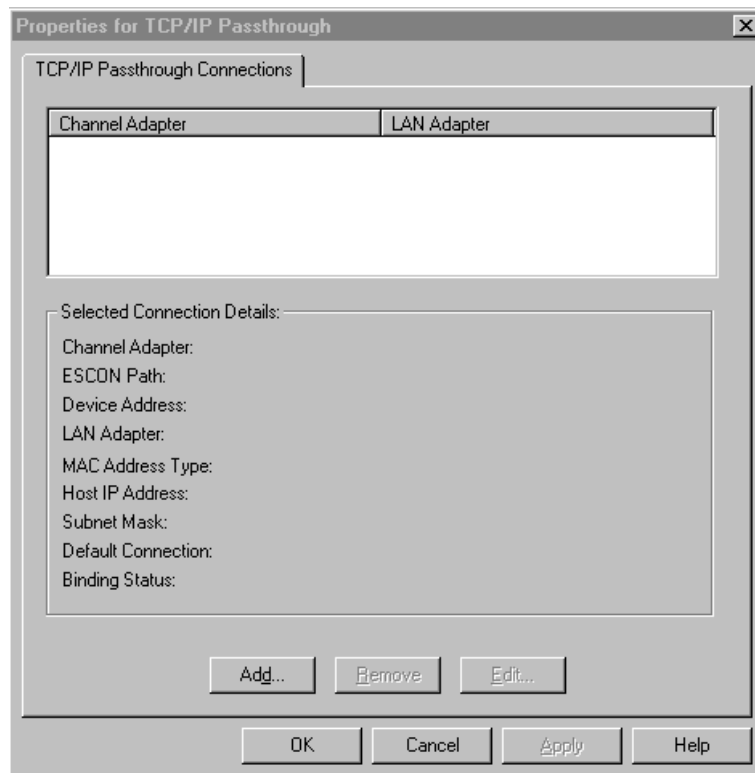 Properties for TCP/IP Passthrough
TCP/IP Passthrough Connections
Channel Adapter LAN Adapter
Selected Connection Details:
Channel Adapter:
ESCON Path:
Device Address:
LAN Adapter:
MAC Address Type:
Host IP Address:
Subnet Mask:
Default Connection:
Binding Status:
Add... Remove Edit...
OK Cancel Apply Help